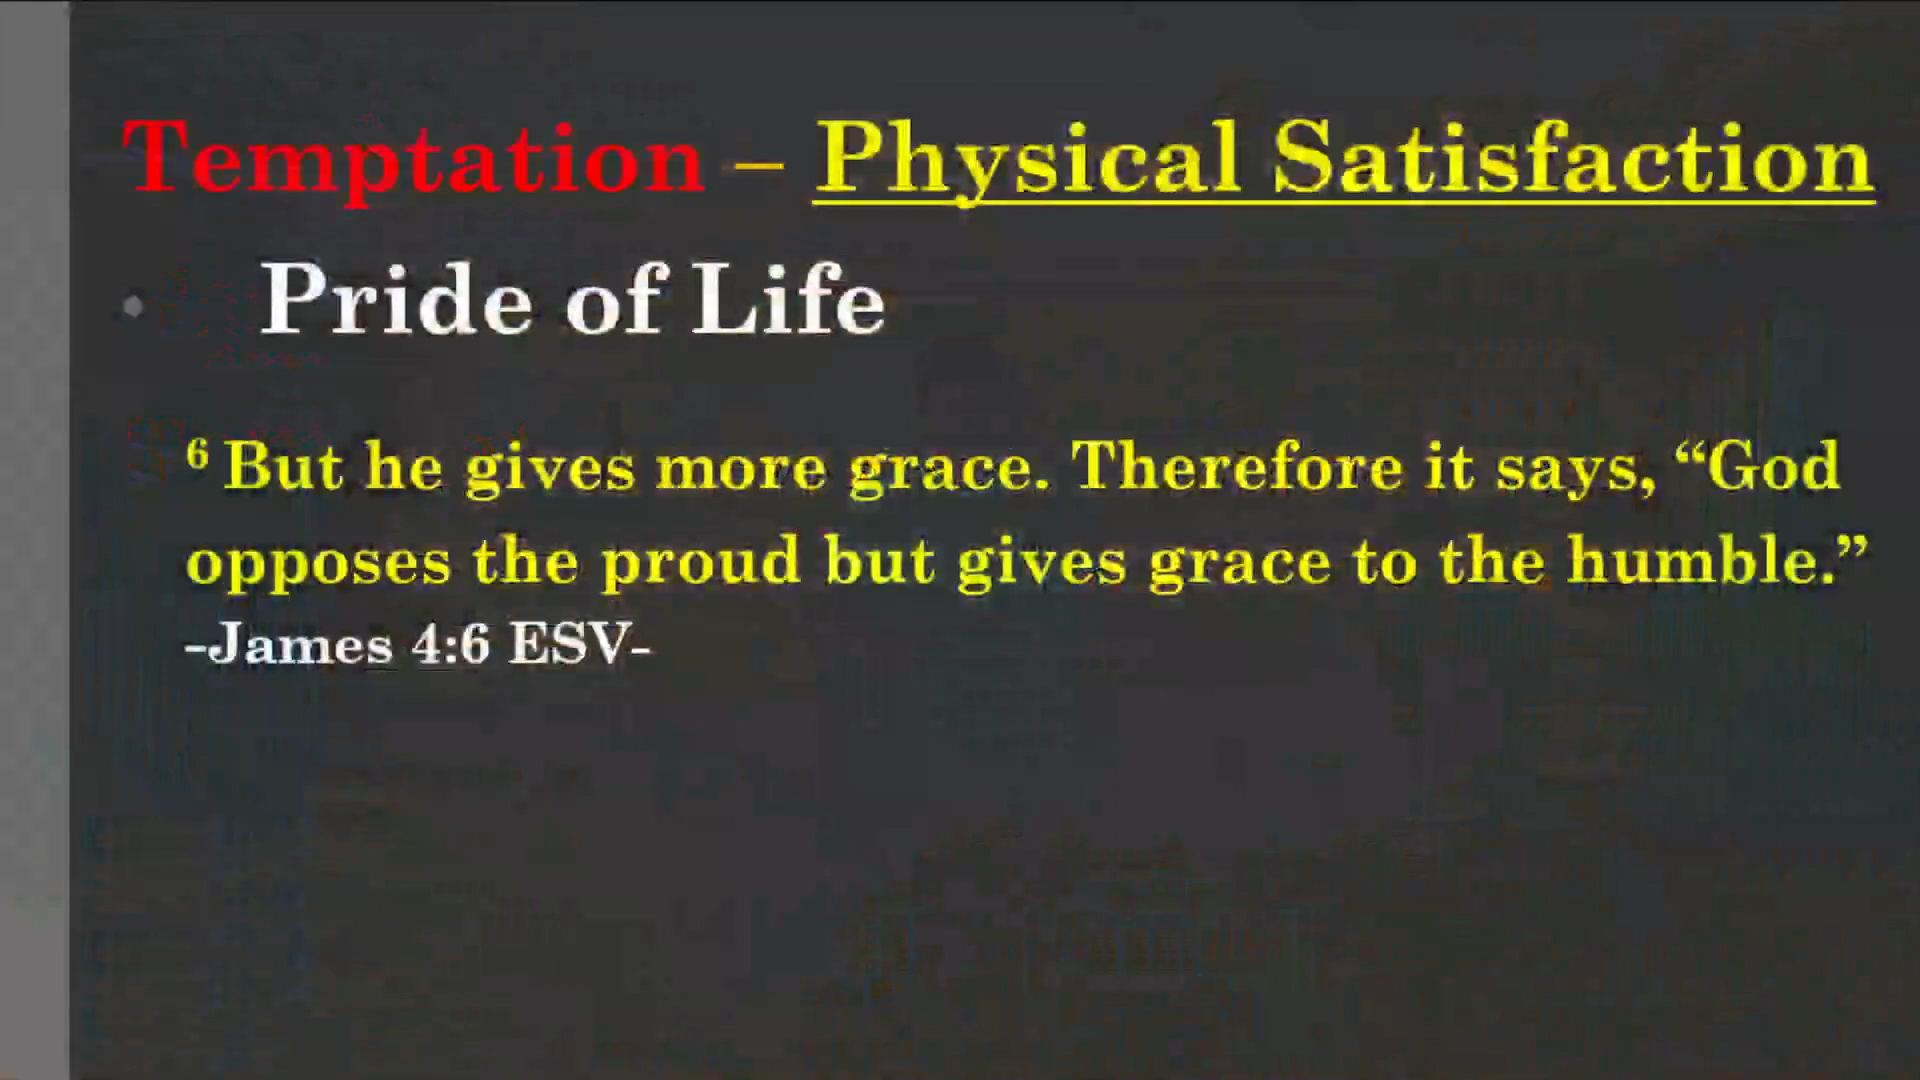 Temptation – Physical Satisfaction
Pride of Life
6 But he gives more grace. Therefore it says, “God
opposes the proud but gives grace to the humble.”
-James 4:6 ESV-